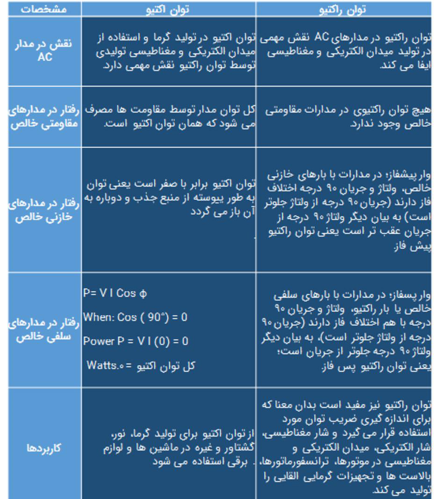 مشخصات
توان اکتیو
توان راکتیو
نقش در مدار
AC
توان اکتیو در تولید گرما و استفاده از
میدان الکتریکی و مغناطیسی تولیدی
توسط توان راکتیو نقش مهمی دارد.
توان راکتیو در مدارهای AC نقش مهمی
در تولید میدان الکتریکی و مغناطیسی
ایفا می کند.
رفتار در مدارهای
مقاومتی خالص
کل توان مدار توسط مقاومت ها مصرف
می شود که همان توان اکتیو است.
هیچ توان راکتیوی در مدارات مقاومتی
خالص وجود ندارد.
رفتار در مدارهای
خازنی خالص
توان اکتیو برابر با صفر است یعنی توان
به طور پیوسته از منبع جذب و دوباره به
آن باز می گردد
.
وار پیشفاز؛ در مدارات با بارهای خازنی
خالص، ولتاژ و جریان ۹۰ درجه اختلاف
فاز دارند (جریان ۹۰ درجه از ولتاژ جلوتر
است) به بیان دیگر ولتاژ ۹۰ درجه از
جریان عقب تر است یعنی توان راکتیو
پیش فاز.
رفتار در مدارهای
سلفی خالص
P= V I Cos ϕ
When: Cos ( 90°) = 0
Power P = V I (0) = 0
کل توان اکتیو = ۰ Watts.
وار پسفاز؛ در مدارات با بارهای سلفی
خالص یا بار راکتیو، ولتاژ و جریان ۹۰
درجه با هم اختلاف فاز دارند (جریان ۹۰
درجه از ولتاژ جلوتر است)، به بیان دیگر
ولتاژ ۹۰ درجه جلوتر از جریان است؛
یعنی توان راکتیو پس فاز.
کاربردها
از توان اکتیو برای تولید گرما، نور،
گشتاور و غیره در ماشین ها و لوازم
برقی استفاده می شود .
توان راکتیو نیز مفید است بدان معنا که
برای اندازه گیری ضریب توان مورد
استفاده قرار می گیرد و شار مغناطیسی،
شار الکتریکی، میدان الکتریکی و
مغناطیسی در موتورها، ترانسفورماتورها،
بالاست ها و تجهیزات گرمایی القایی را
تولید می کند.